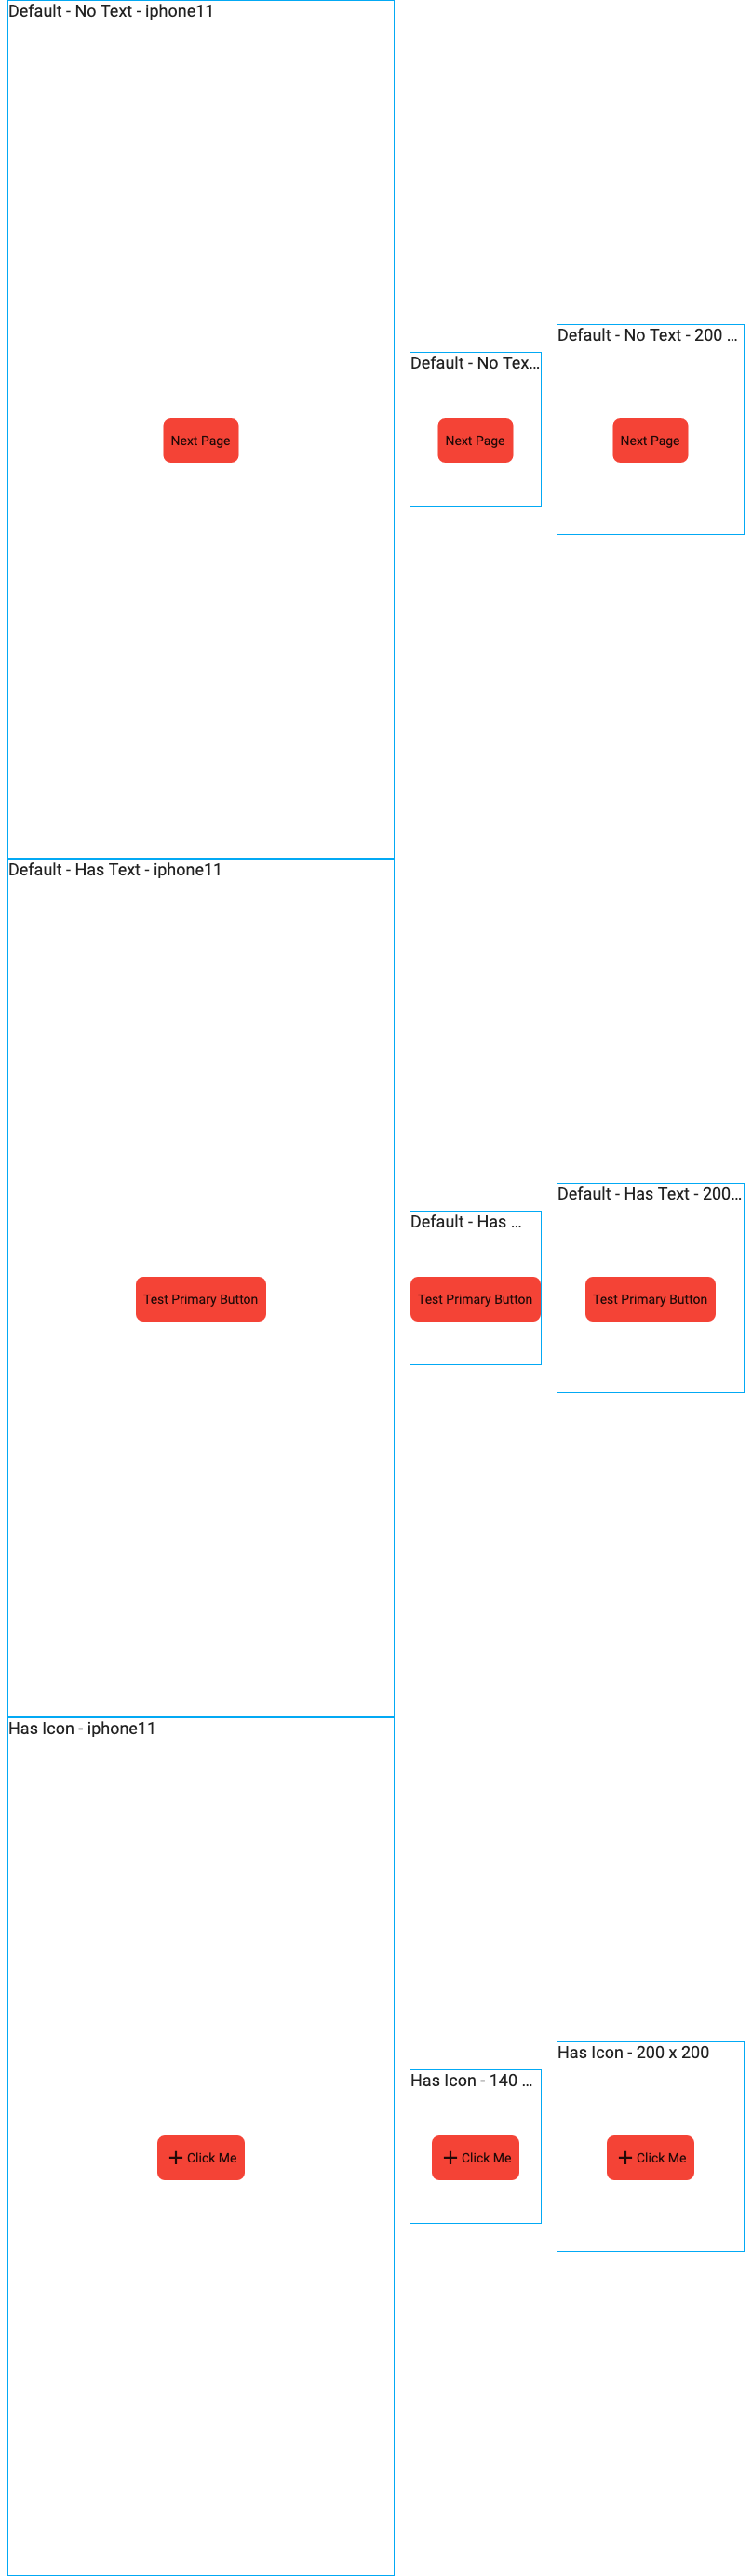 Default - No Text - iphone11
Default - No Tex...
Default - No Text - 200 ...
Next Page
Next Page
Next Page
Default - Has Text - iphone11
Default - Has ...
Default - Has Text - 200...
Test Primary Button
Test Primary Button
Test Primary Button
Has Icon - iphone11
Has Icon - 140 ...
Has Icon - 200 x 200
Click Me
Click Me
Click Me